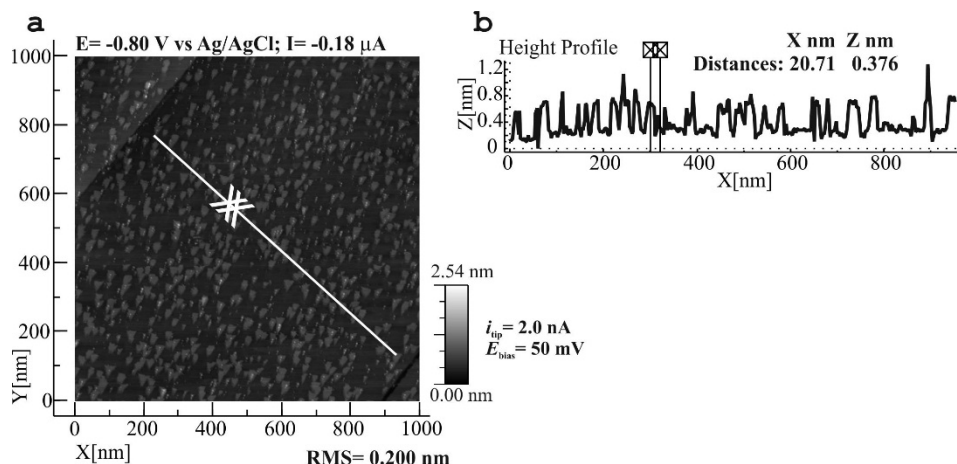 a
E= -0.80 V vs Ag/AgCl; I= -0.18 µA
1000
800
600
400
200
0
Y[nm]
0 200 400 600 800 1000
X[nm]
RMS= 0.200 nm
2.54 nm
0.00 nm
i_tip= 2.0 nA
E_bias= 50 mV
b
Height Profile
X nm Z nm
Distances: 20.71 0.376
1.2
0.8
0.4
0
Z[nm]
0 200 400 600 800
X[nm]